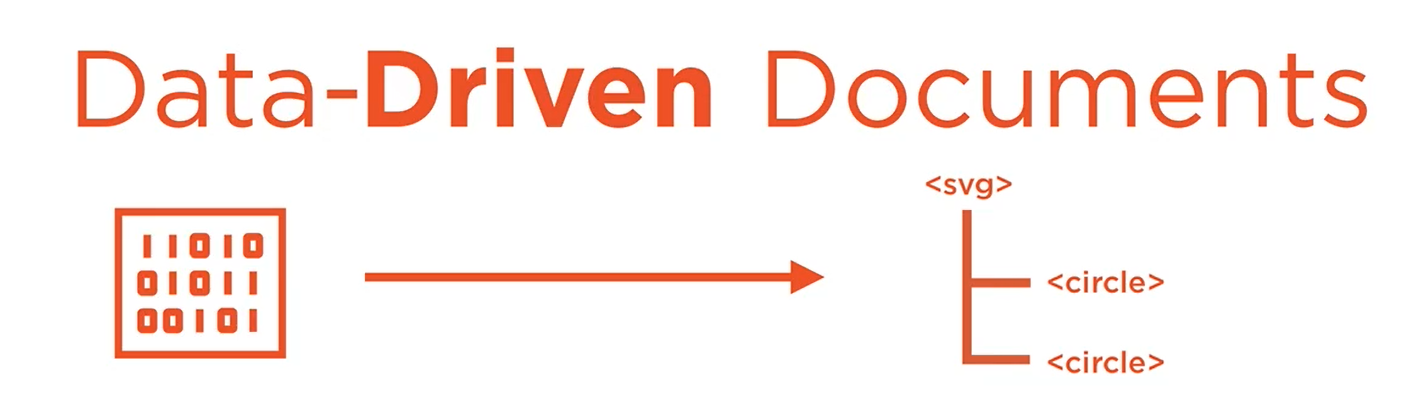 Data-Driven Documents
<svg>
11010
01011
00101
<circle>
<circle>